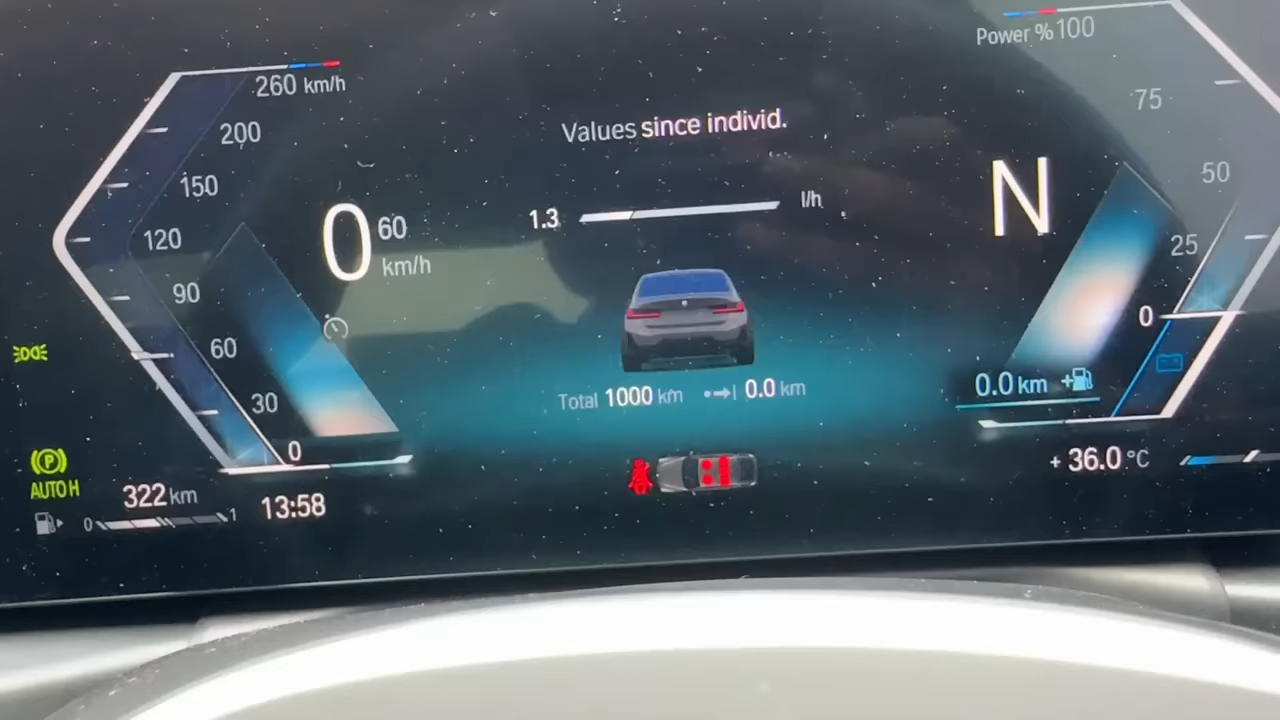 260 km/h
200
150
120
90
60
30
0
0 60
km/h
Values since individ.
1.3 l/h
Total 1000 km 0.0 km
Power % 100
75
50
25
0
N
0.0 km +
+ 36.0 °C
P
AUTO H
322 km
0 1
13:58